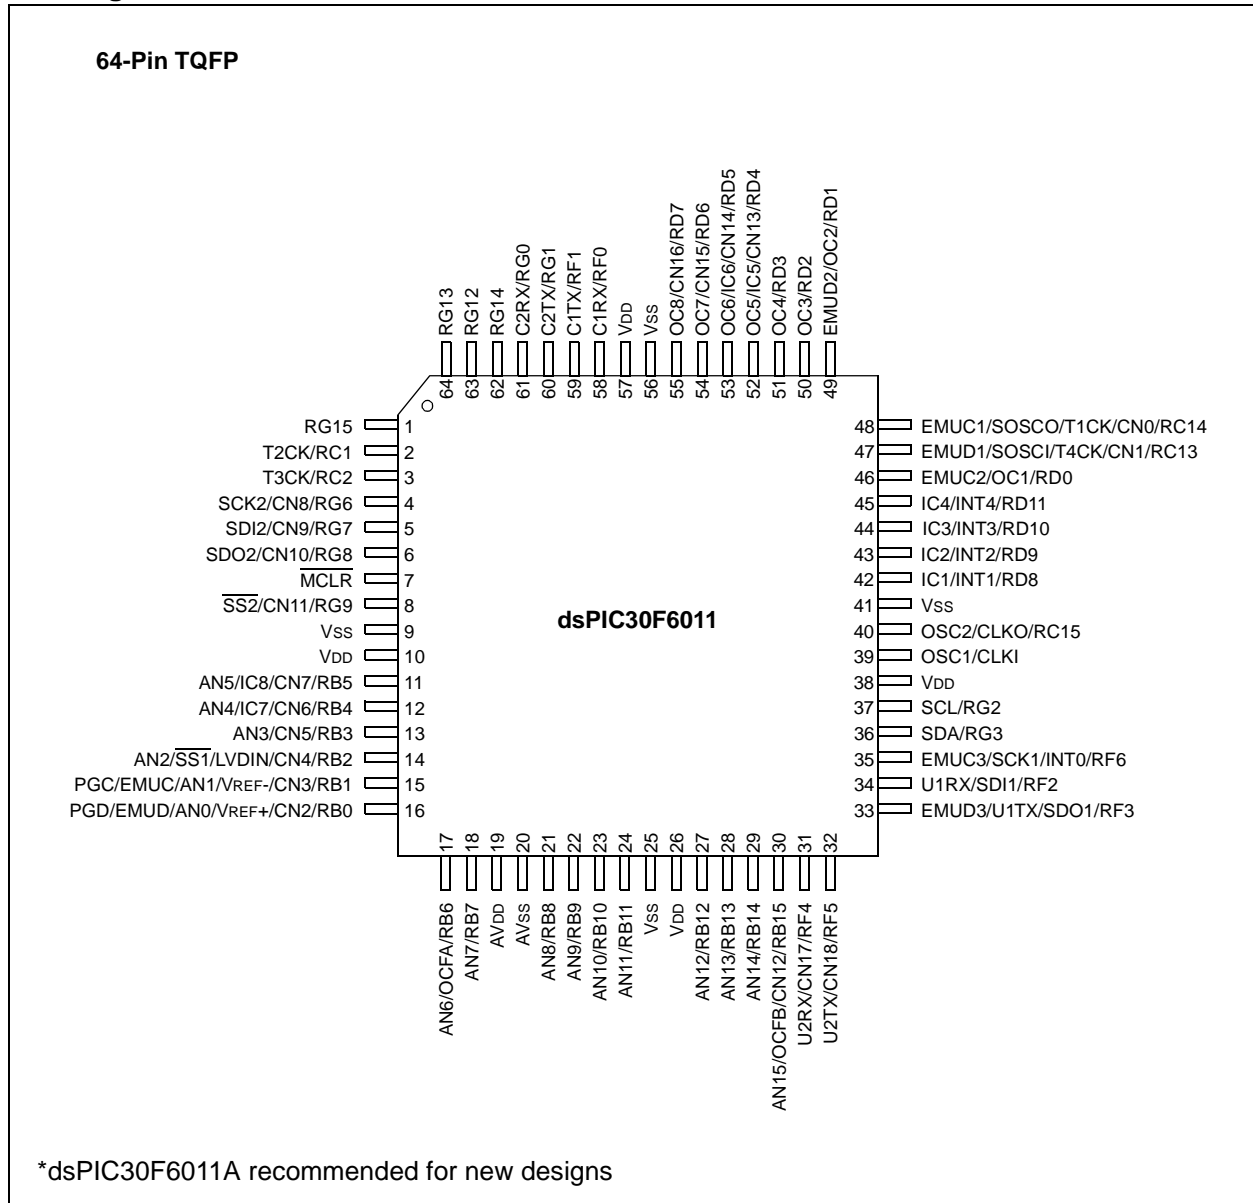 64-Pin TQFP
RG13
RG12
RG14
C2RX/RG0
C2TX/RG1
C1TX/RF1
C1RX/RF0
VDD
VSS
OC8/CN16/RD7
OC7/CN15/RD6
OC6/IC6/CN14/RD5
OC5/IC5/CN13/RD4
OC4/RD3
OC3/RD2
EMUD2/OC2/RD1
64
63
62
61
60
59
58
57
56
55
54
53
52
51
50
49
RG15 1
T2CK/RC1 2
T3CK/RC2 3
SCK2/CN8/RG6 4
SDI2/CN9/RG7 5
SDO2/CN10/RG8 6
MCLR 7
SS2/CN11/RG9 8
VSS 9
VDD 10
AN5/IC8/CN7/RB5 11
AN4/IC7/CN6/RB4 12
AN3/CN5/RB3 13
AN2/SS1/LVDIN/CN4/RB2 14
PGC/EMUC/AN1/VREF-/CN3/RB1 15
PGD/EMUD/AN0/VREF+/CN2/RB0 16
dsPIC30F6011
48 EMUC1/SOSCO/T1CK/CN0/RC14
47 EMUD1/SOSCI/T4CK/CN1/RC13
46 EMUC2/OC1/RD0
45 IC4/INT4/RD11
44 IC3/INT3/RD10
43 IC2/INT2/RD9
42 IC1/INT1/RD8
41 VSS
40 OSC2/CLKO/RC15
39 OSC1/CLKI
38 VDD
37 SCL/RG2
36 SDA/RG3
35 EMUC3/SCK1/INT0/RF6
34 U1RX/SDI1/RF2
33 EMUD3/U1TX/SDO1/RF3
17
18
19
20
21
22
23
24
25
26
27
28
29
30
31
32
AN6/OCFA/RB6
AN7/RB7
AVDD
AVSS
AN8/RB8
AN9/RB9
AN10/RB10
AN11/RB11
VSS
VDD
AN12/RB12
AN13/RB13
AN14/RB14
AN15/OCFB/CN12/RB15
U2RX/CN17/RF4
U2TX/CN18/RF5
*dsPIC30F6011A recommended for new designs